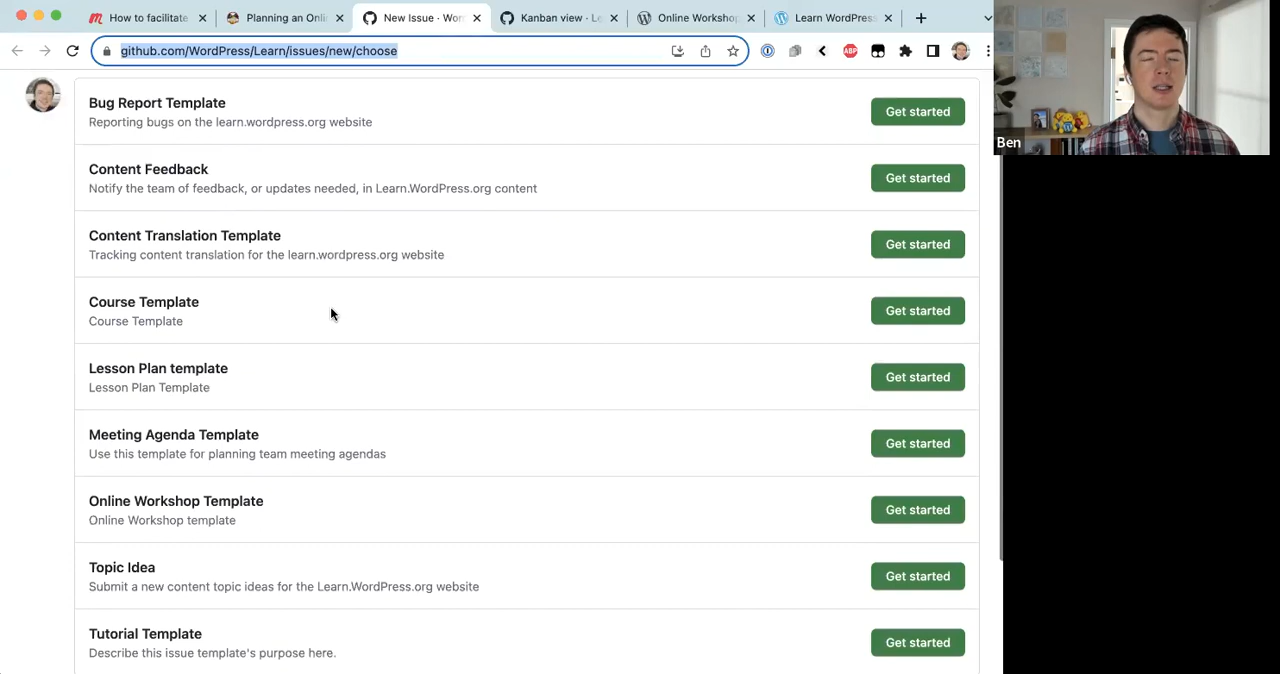 How to facilitate
Planning an Onli
New Issue · Wor
Kanban view · Le
Online Workshop
Learn WordPress
github.com/WordPress/Learn/issues/new/choose
ABP
Ben
Bug Report Template
Reporting bugs on the learn.wordpress.org website
Get started
Content Feedback
Notify the team of feedback, or updates needed, in Learn.WordPress.org content
Get started
Content Translation Template
Tracking content translation for the learn.wordpress.org website
Get started
Course Template
Course Template
Get started
Lesson Plan template
Lesson Plan Template
Get started
Meeting Agenda Template
Use this template for planning team meeting agendas
Get started
Online Workshop Template
Online Workshop template
Get started
Topic Idea
Submit a new content topic ideas for the Learn.WordPress.org website
Get started
Tutorial Template
Describe this issue template's purpose here.
Get started